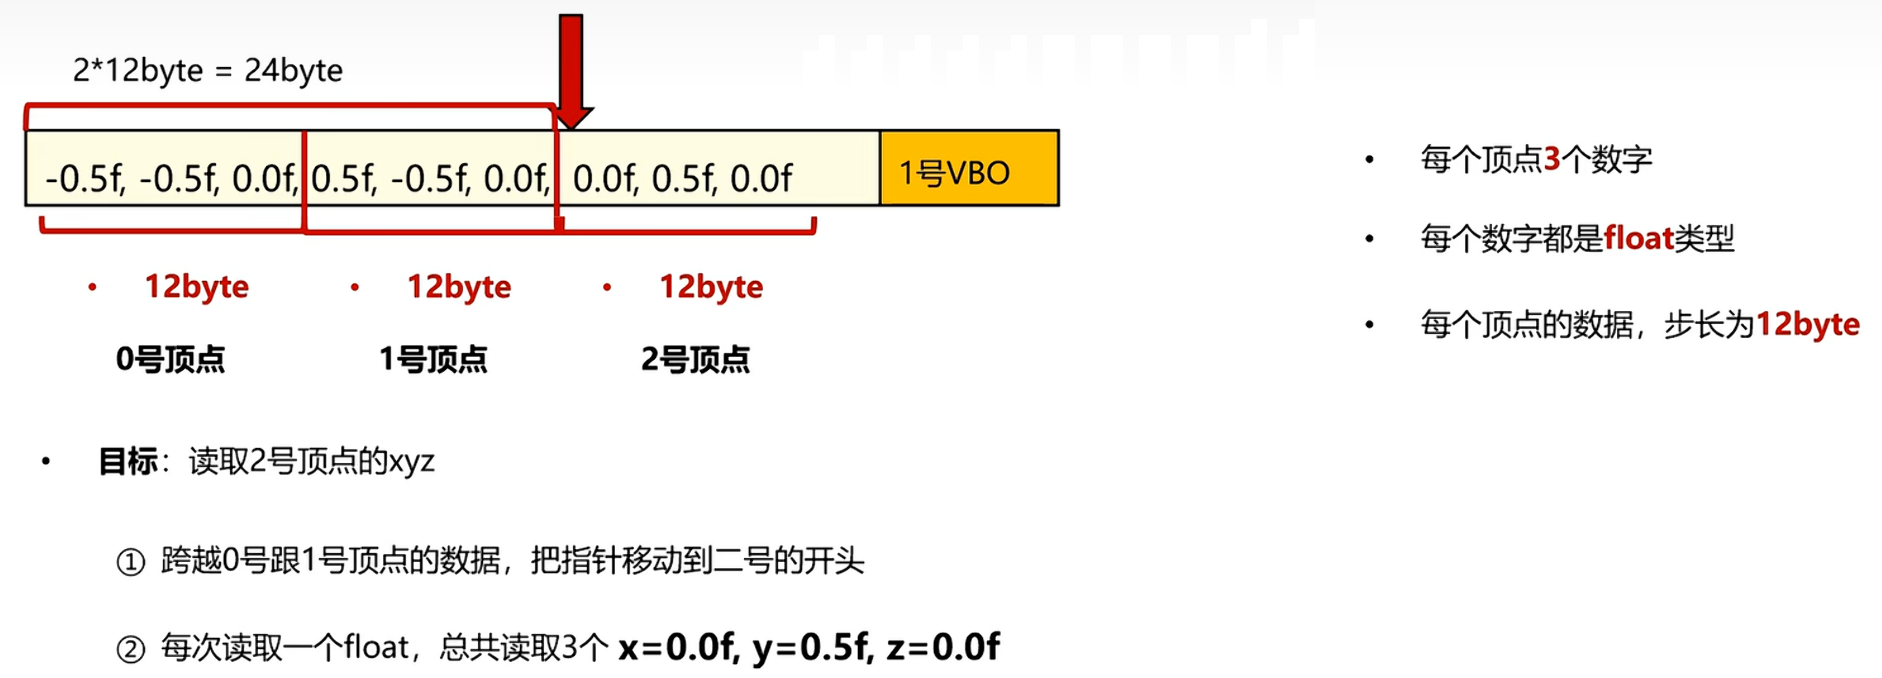 2*12byte = 24byte
-0.5f, -0.5f, 0.0f, 0.5f, -0.5f, 0.0f, 0.0f, 0.5f, 0.0f
1号VBO
• 12byte
• 12byte
• 12byte
0号顶点
1号顶点
2号顶点
• 每个顶点3个数字
• 每个数字都是float类型
• 每个顶点的数据，步长为12byte
• 目标：读取2号顶点的xyz
① 跨越0号跟1号顶点的数据，把指针移动到二号的开头
② 每次读取一个float，总共读取3个 x=0.0f, y=0.5f, z=0.0f